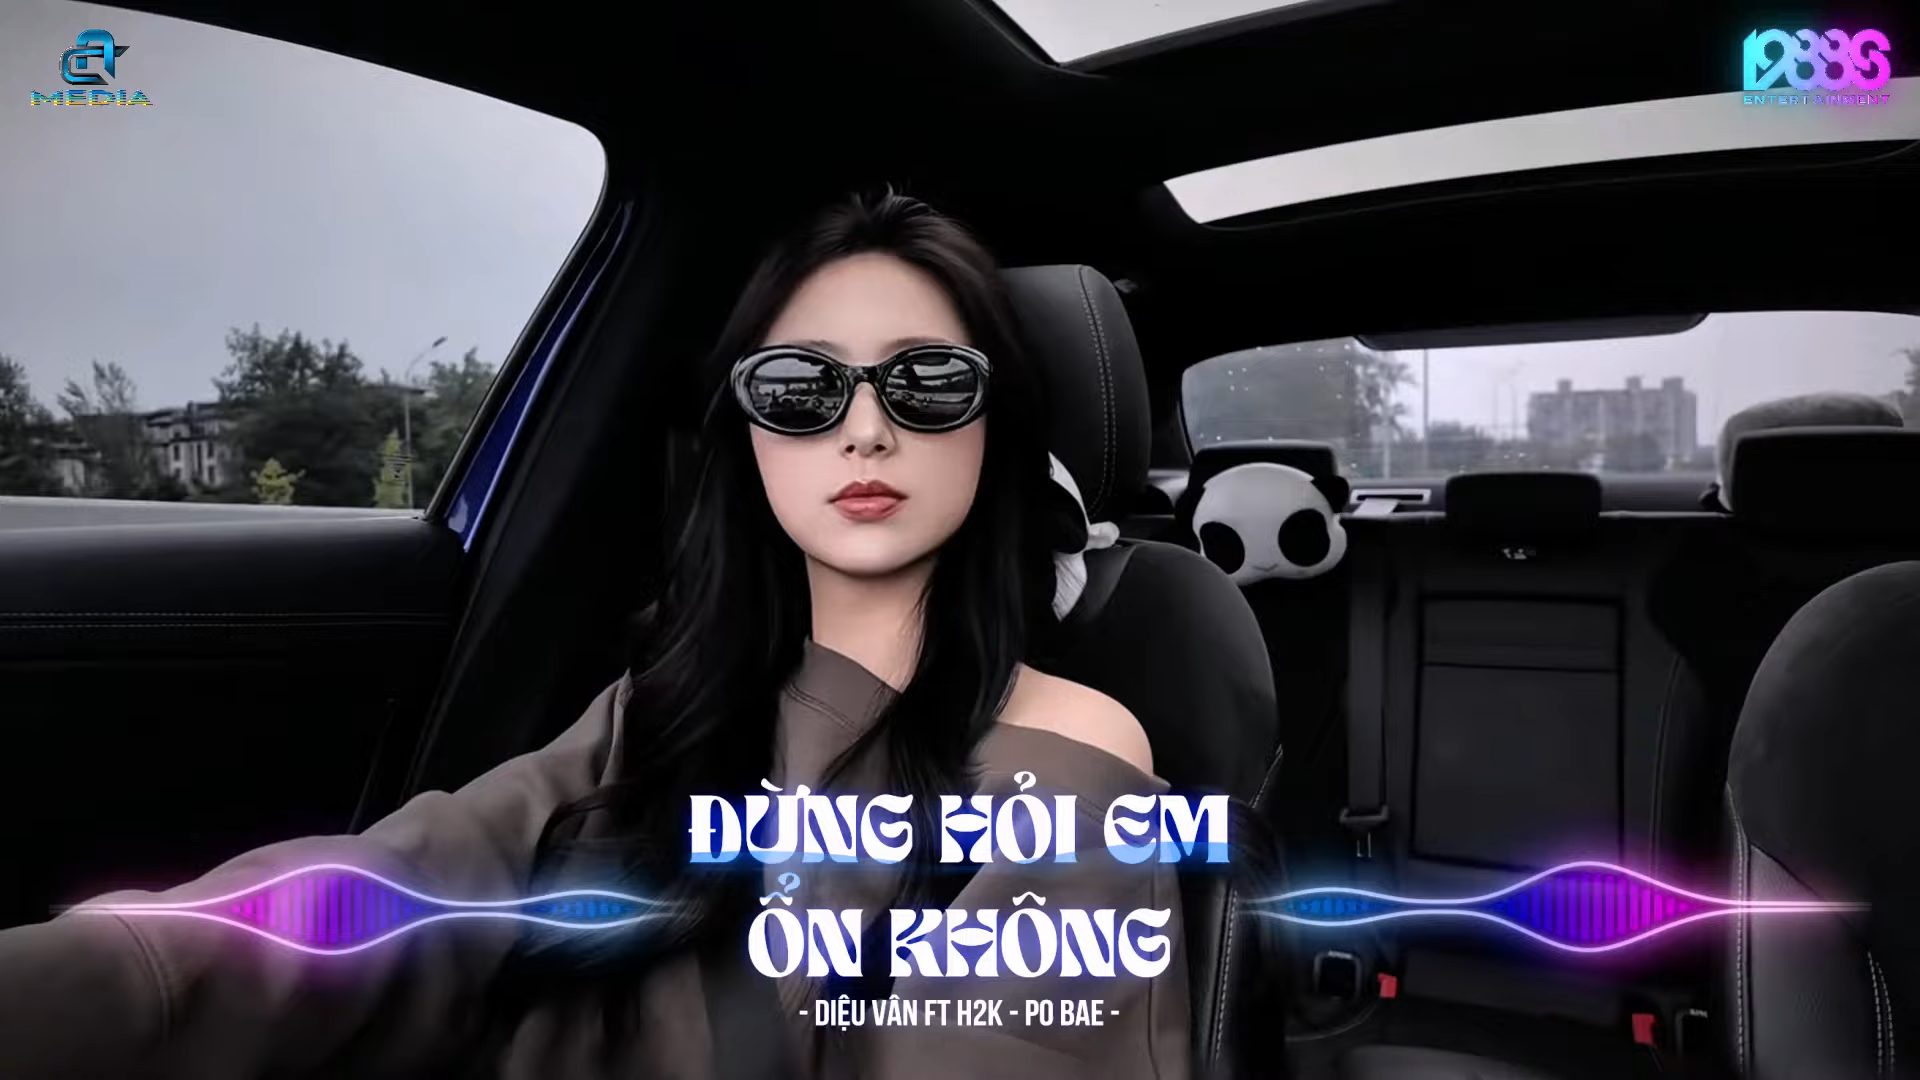 MEDIA
1988S
ENTERTAINMENT
ĐỪNG HỎI EM
ỔN KHÔNG
- DIỆU VÂN FT H2K - PO BAE -